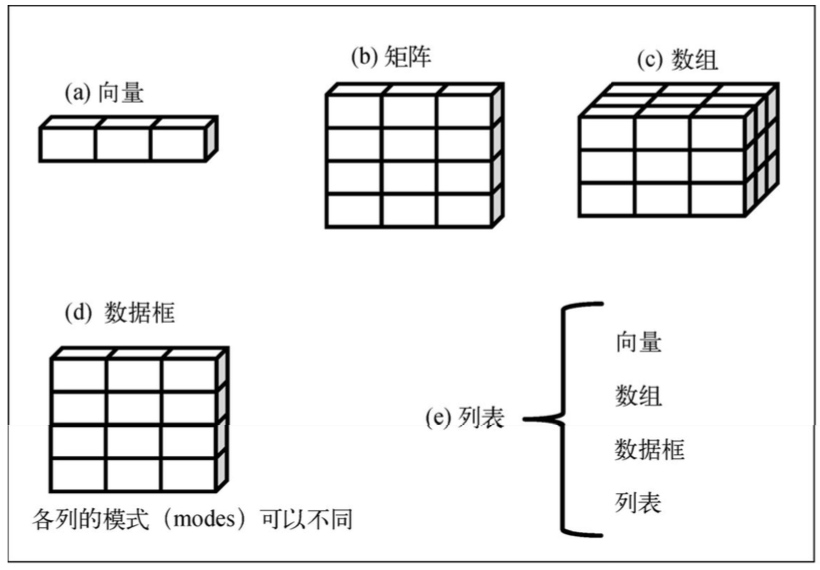 (a) 向量
(b) 矩阵
(c) 数组
(d) 数据框
各列的模式（modes）可以不同
(e) 列表
向量
数组
数据框
列表